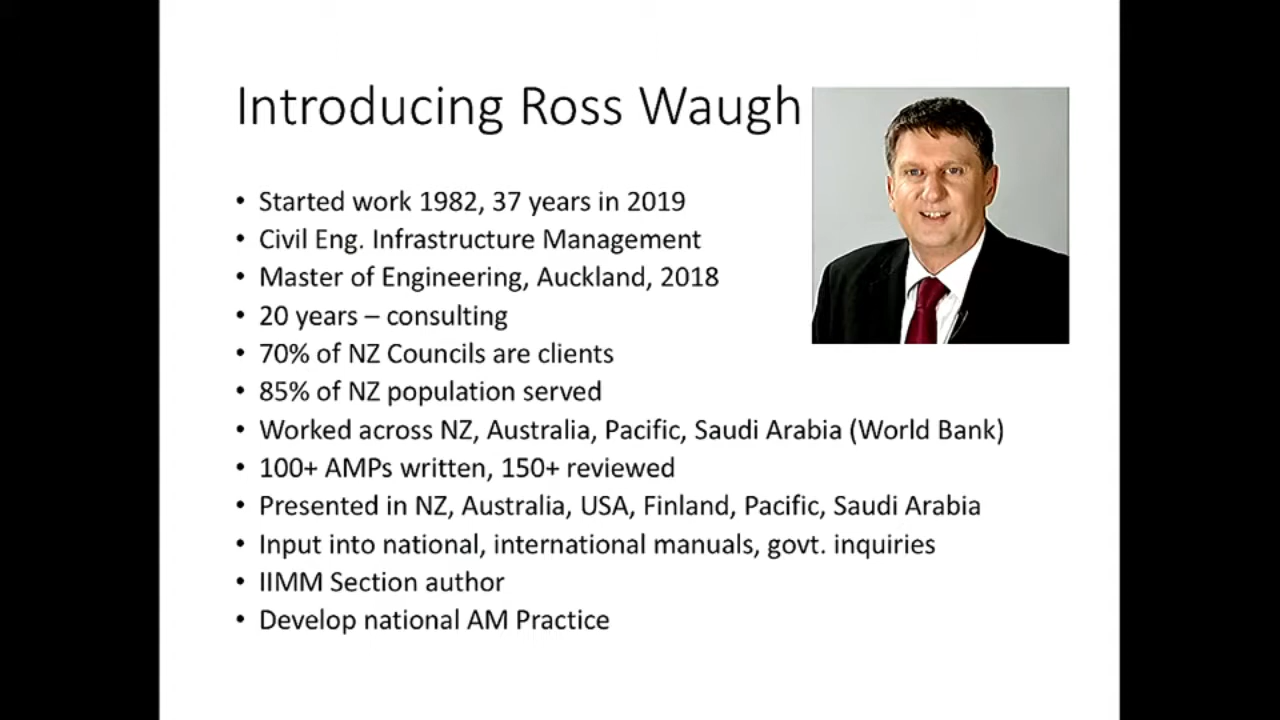 Introducing Ross Waugh
• Started work 1982, 37 years in 2019
• Civil Eng. Infrastructure Management
• Master of Engineering, Auckland, 2018
• 20 years – consulting
• 70% of NZ Councils are clients
• 85% of NZ population served
• Worked across NZ, Australia, Pacific, Saudi Arabia (World Bank)
• 100+ AMPs written, 150+ reviewed
• Presented in NZ, Australia, USA, Finland, Pacific, Saudi Arabia
• Input into national, international manuals, govt. inquiries
• IIMM Section author
• Develop national AM Practice